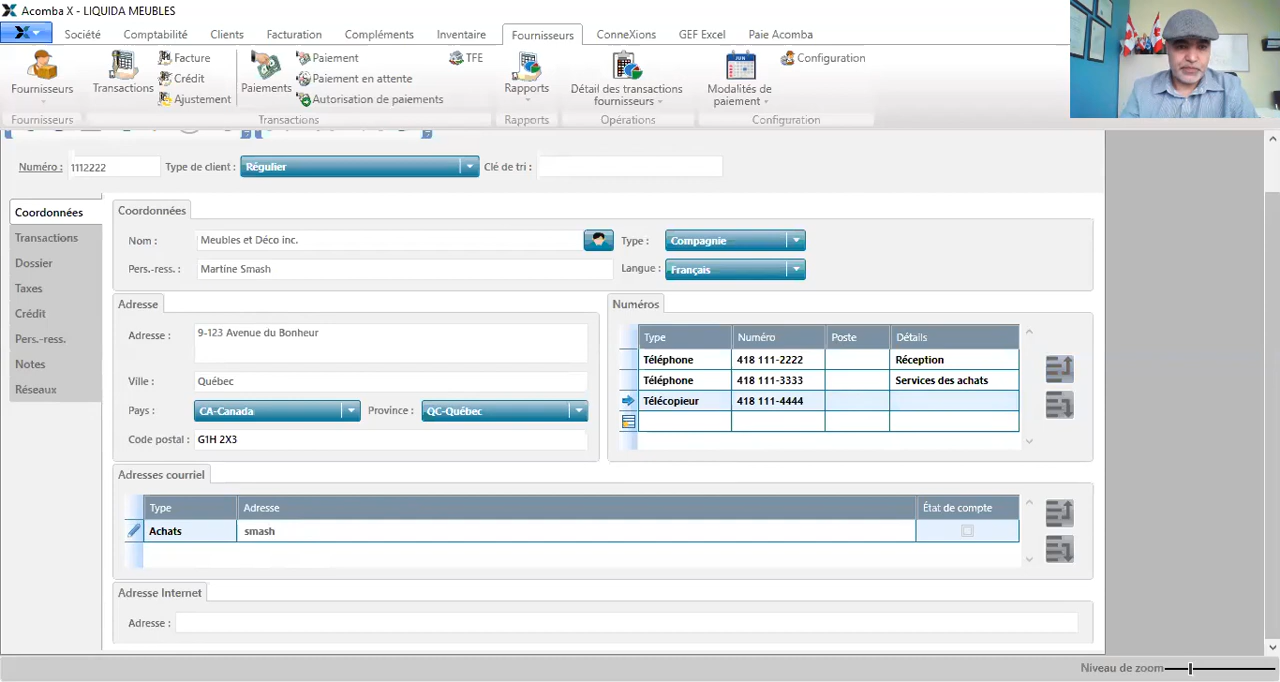 Acomba X - LIQUIDA MEUBLES
Société Comptabilité Clients Facturation Compléments Inventaire Fournisseurs ConneXions GEF Excel Paie Acomba
Fournisseurs
Transactions
Facture
Crédit
Ajustement
Paiements
Paiement
Paiement en attente
Autorisation de paiements
TFE
Rapports
Détail des transactions fournisseurs
Modalités de paiement
Configuration
Fournisseurs Transactions Rapports Opérations Configuration
Numéro : 1112222 Type de client : Régulier Clé de tri :
Coordonnées
Transactions
Dossier
Taxes
Crédit
Pers.-ress.
Notes
Réseaux
Coordonnées
Nom : Meubles et Déco inc. Type : Compagnie
Pers.-ress. : Martine Smash Langue : Français
Adresse
Adresse : 9-123 Avenue du Bonheur
Ville : Québec
Pays : CA-Canada Province : QC-Québec
Code postal : G1H 2X3
Numéros
Type Numéro Poste Détails
Téléphone 418 111-2222 Réception
Téléphone 418 111-3333 Services des achats
Télécopieur 418 111-4444
Adresses courriel
Type Adresse État de compte
Achats smash
Adresse Internet
Adresse :
Niveau de zoom